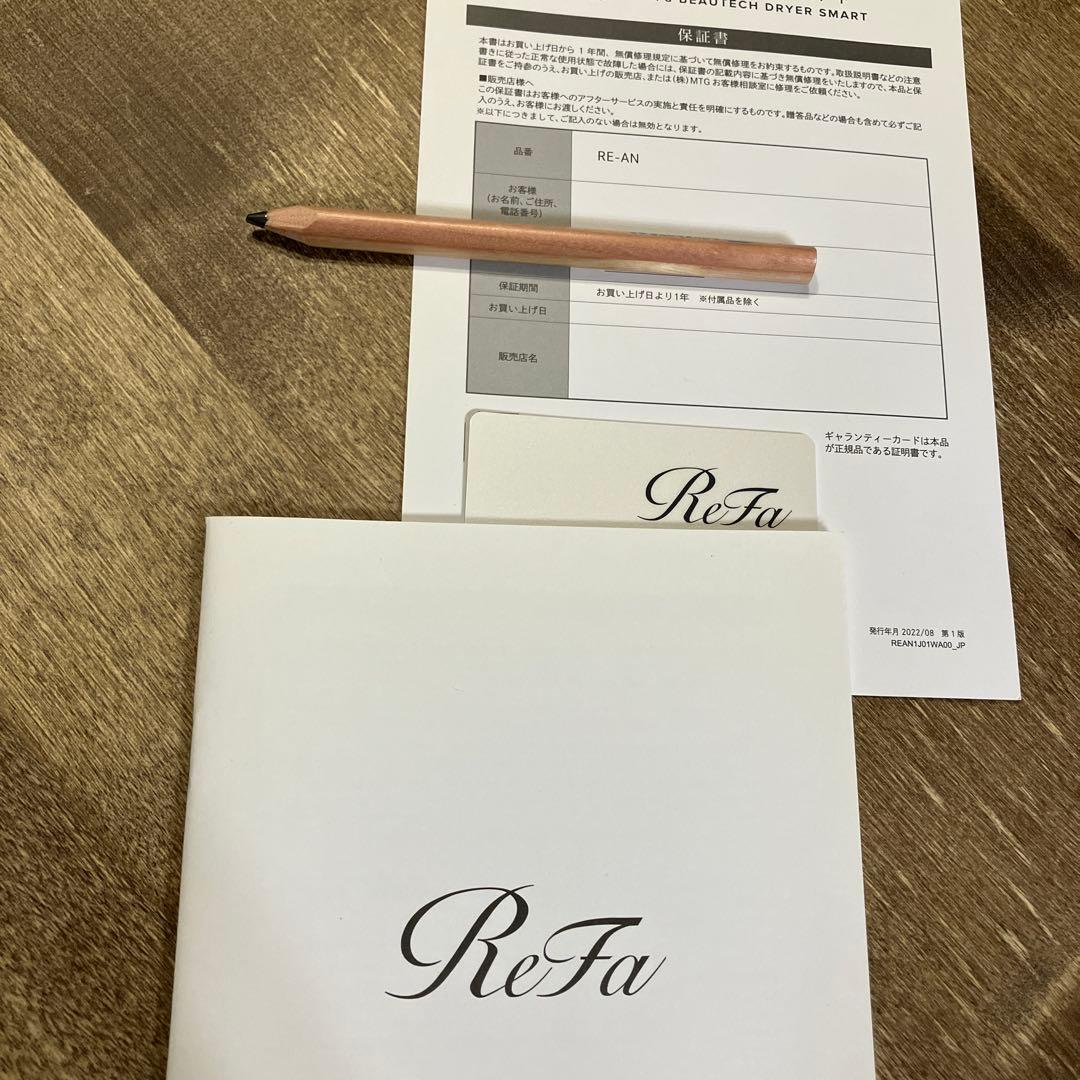 BEAUTECH DRYER SMART
保証書
本書はお買い上げ日から 1 年間、無償修理規定に基づいて無償修理をお約束するものです。取扱説明書などの注意
書きに従った正常な使用状態で故障した場合には、保証書の記載内容に基づき無償修理をいたしますので、本品と保
証書をご持参のうえ、お買い上げの販売店、または(株)MTG お客様相談室に修理をご依頼ください。
■販売店様へ
この保証書はお客様へのアフターサービスの実施と責任を明確にするものです。贈答品などの場合も含めて必ずご記
入のうえ、お客様にお渡しください。
※以下につきまして、ご記入のない場合は無効となります。
品番 RE-AN
お客様
(お名前、ご住所、
電話番号)
保証期間 お買い上げ日より1年 ※付属品を除く
お買い上げ日
販売店名
ギャランティーカードは本品
が正規品である証明書です。
ReFa
発行年月 2022/08 第1版
REAN1J01WA00_JP
ReFa